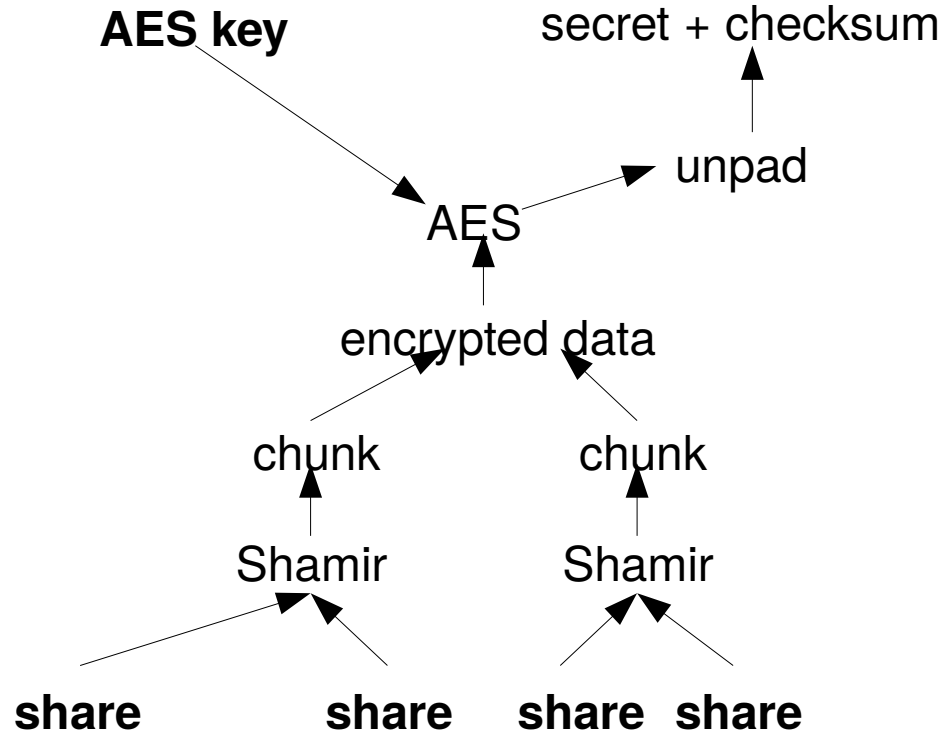 AES key
secret + checksum
unpad
AES
encrypted data
chunk
chunk
Shamir
Shamir
share
share
share
share